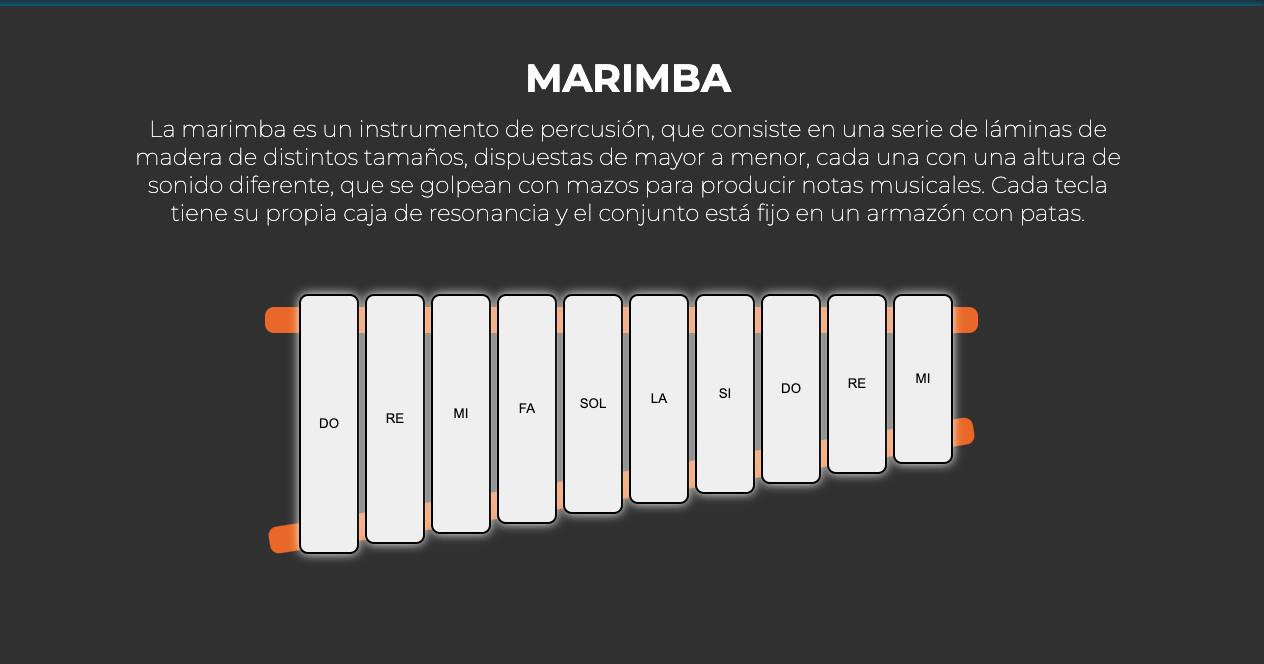 MARIMBA
La marimba es un instrumento de percusión, que consiste en una serie de láminas de
madera de distintos tamaños, dispuestas de mayor a menor, cada una con una altura de
sonido diferente, que se golpean con mazos para producir notas musicales. Cada tecla
tiene su propia caja de resonancia y el conjunto está fijo en un armazón con patas.
DO
RE
MI
FA
SOL
LA
SI
DO
RE
MI